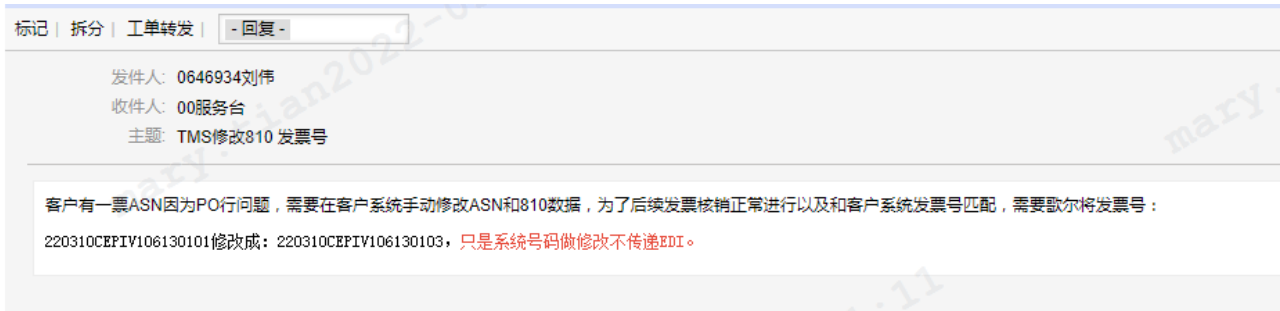 标记 | 拆分 | 工单转发 | - 回复 -
发件人: 0646934刘伟
收件人: 00服务台
主题: TMS修改810 发票号
客户有一票ASN因为PO行问题，需要在客户系统手动修改ASN和810数据，为了后续发票核销正常进行以及和客户系统发票号匹配，需要歌尔将发票号：
220310CEPIV106130101修改成：220310CEPIV106130103，只是系统号码做修改不传递EDI。